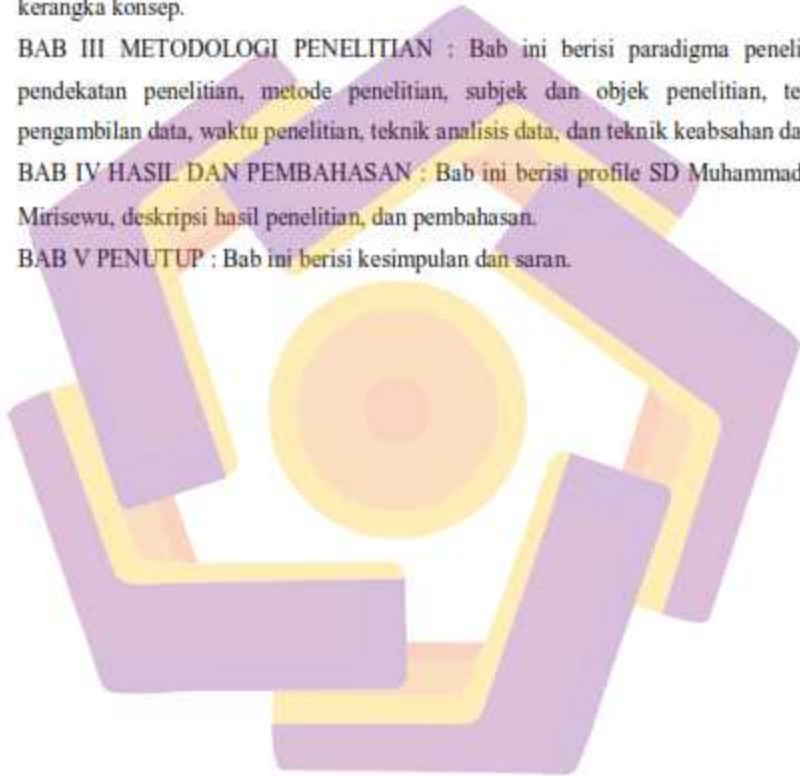 kerangka konsep.
BAB III METODOLOGI PENELITIAN : Bab ini berisi paradigma peneli
pendekatan penelitian, metode penelitian, subjek dan objek penelitian, te
pengambilan data, waktu penelitian, teknik analisis data, dan teknik keabsahan da
BAB IV HASIL DAN PEMBAHASAN : Bab ini berisi profile SD Muhammad
Mirisewu, deskripsi hasil penelitian, dan pembahasan.
BAB V PENUTUP : Bab ini berisi kesimpulan dan saran.